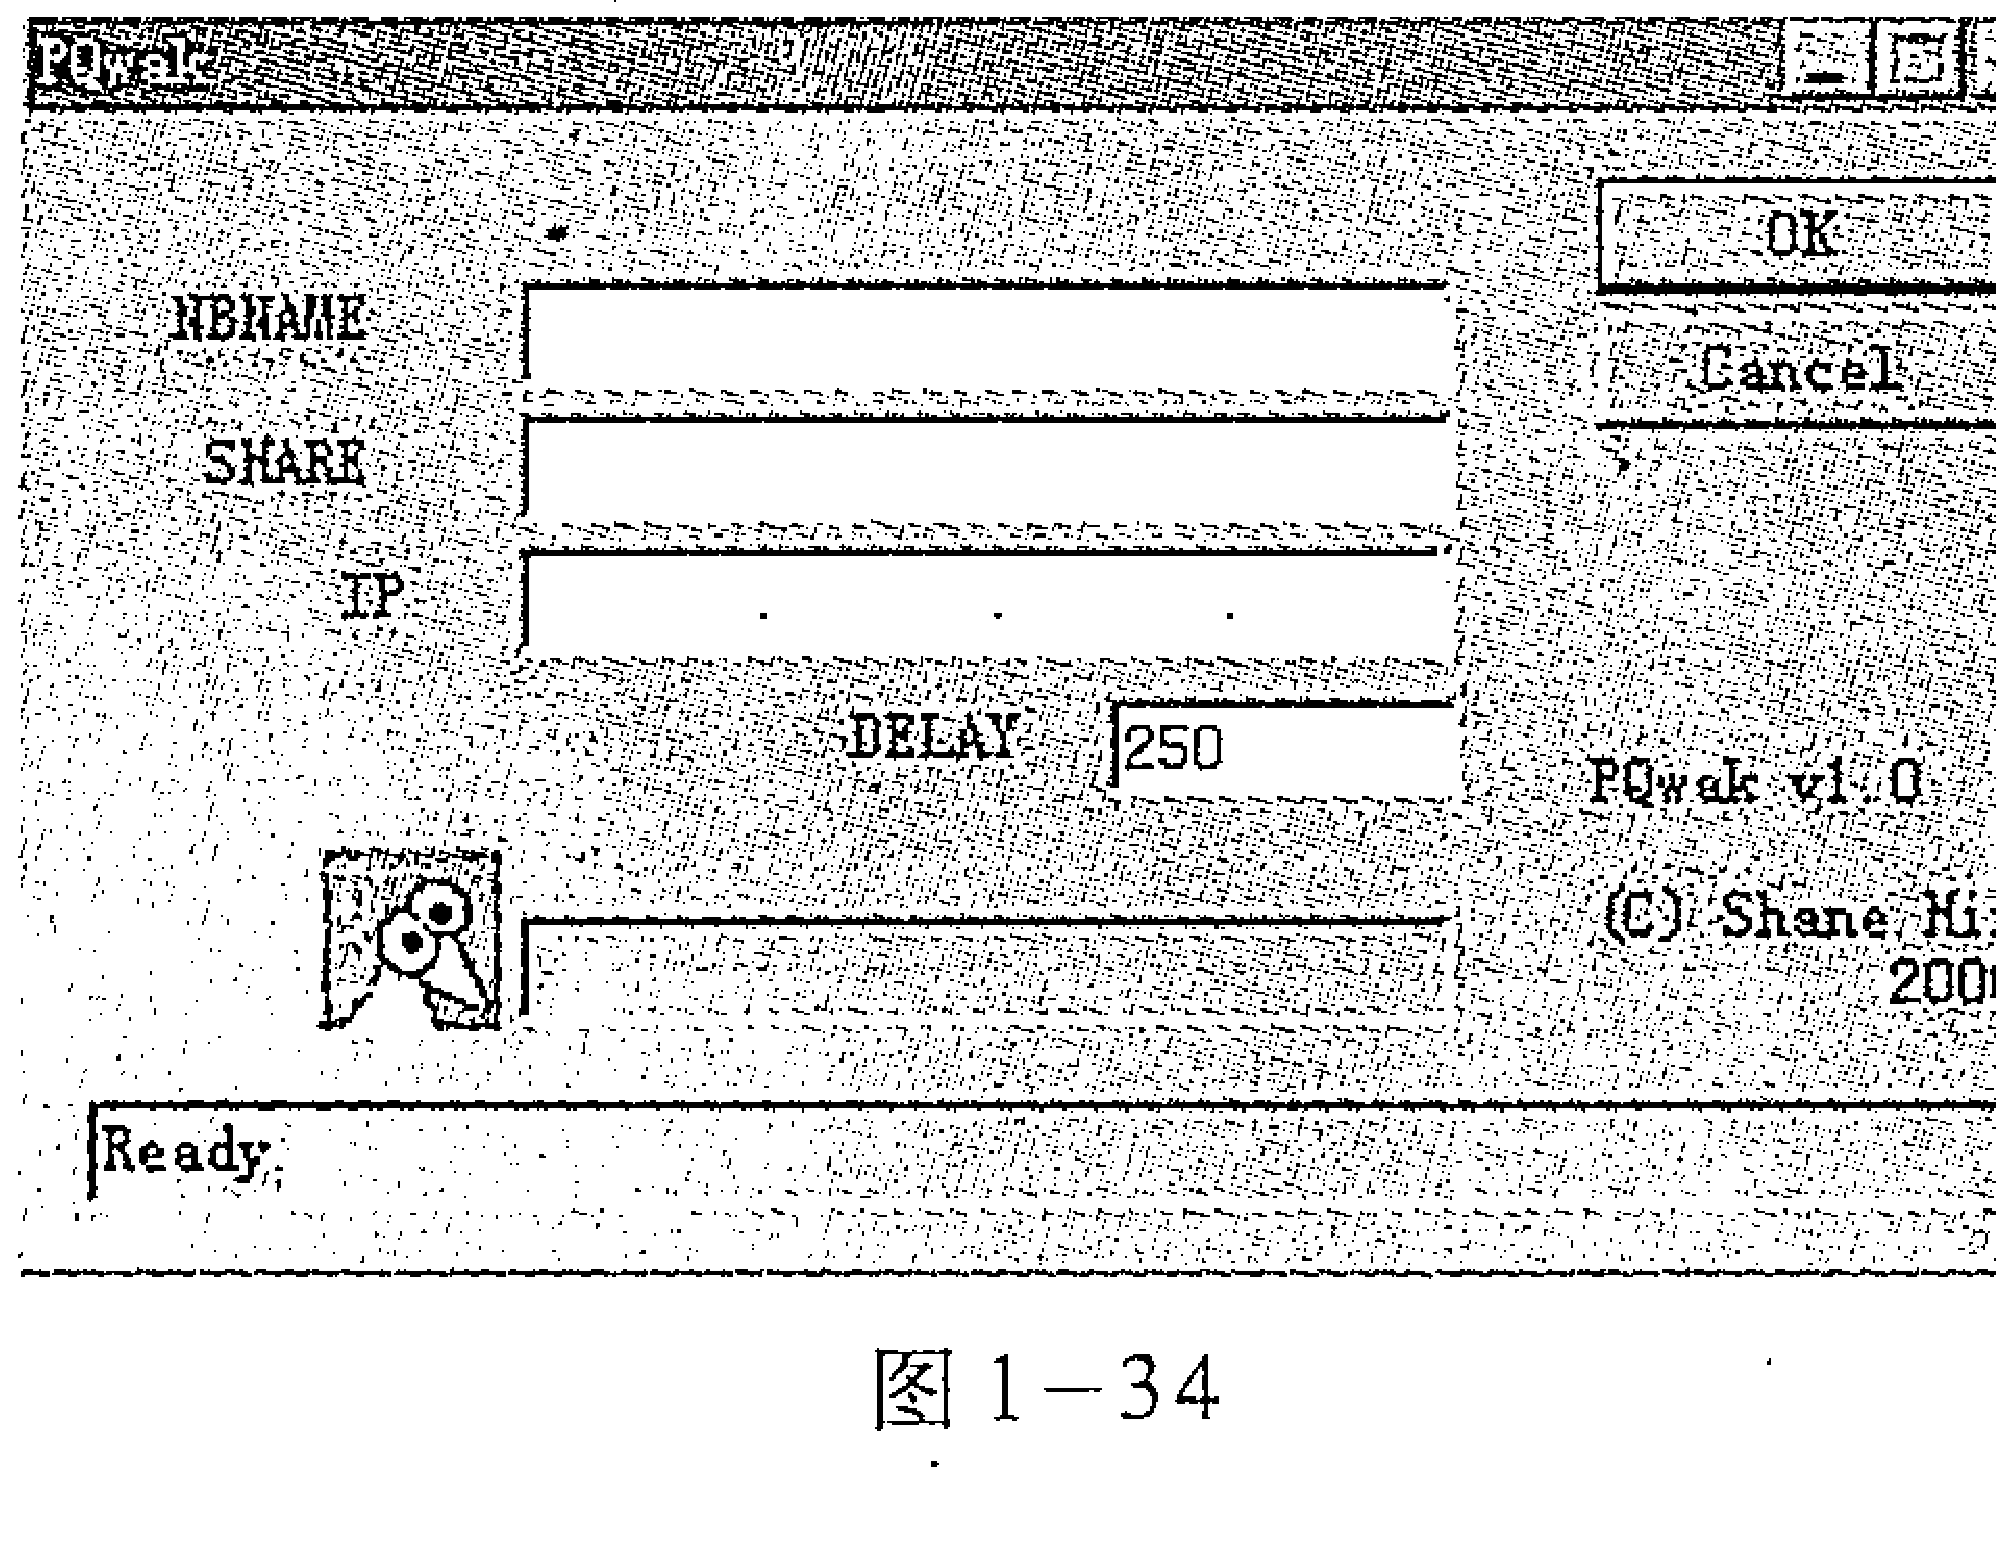 PQwak
OK
NBNAME
Cancel
SHARE
IP . . .
DELAY 250
PQwak v1.0
(C) Shane
Ready
图 1-34